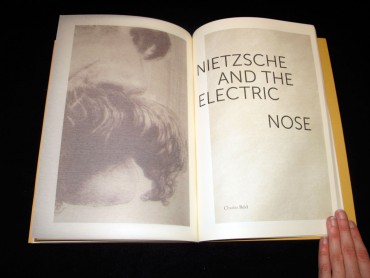 NIETZSCHE
AND THE
ELECTRIC
NOSE